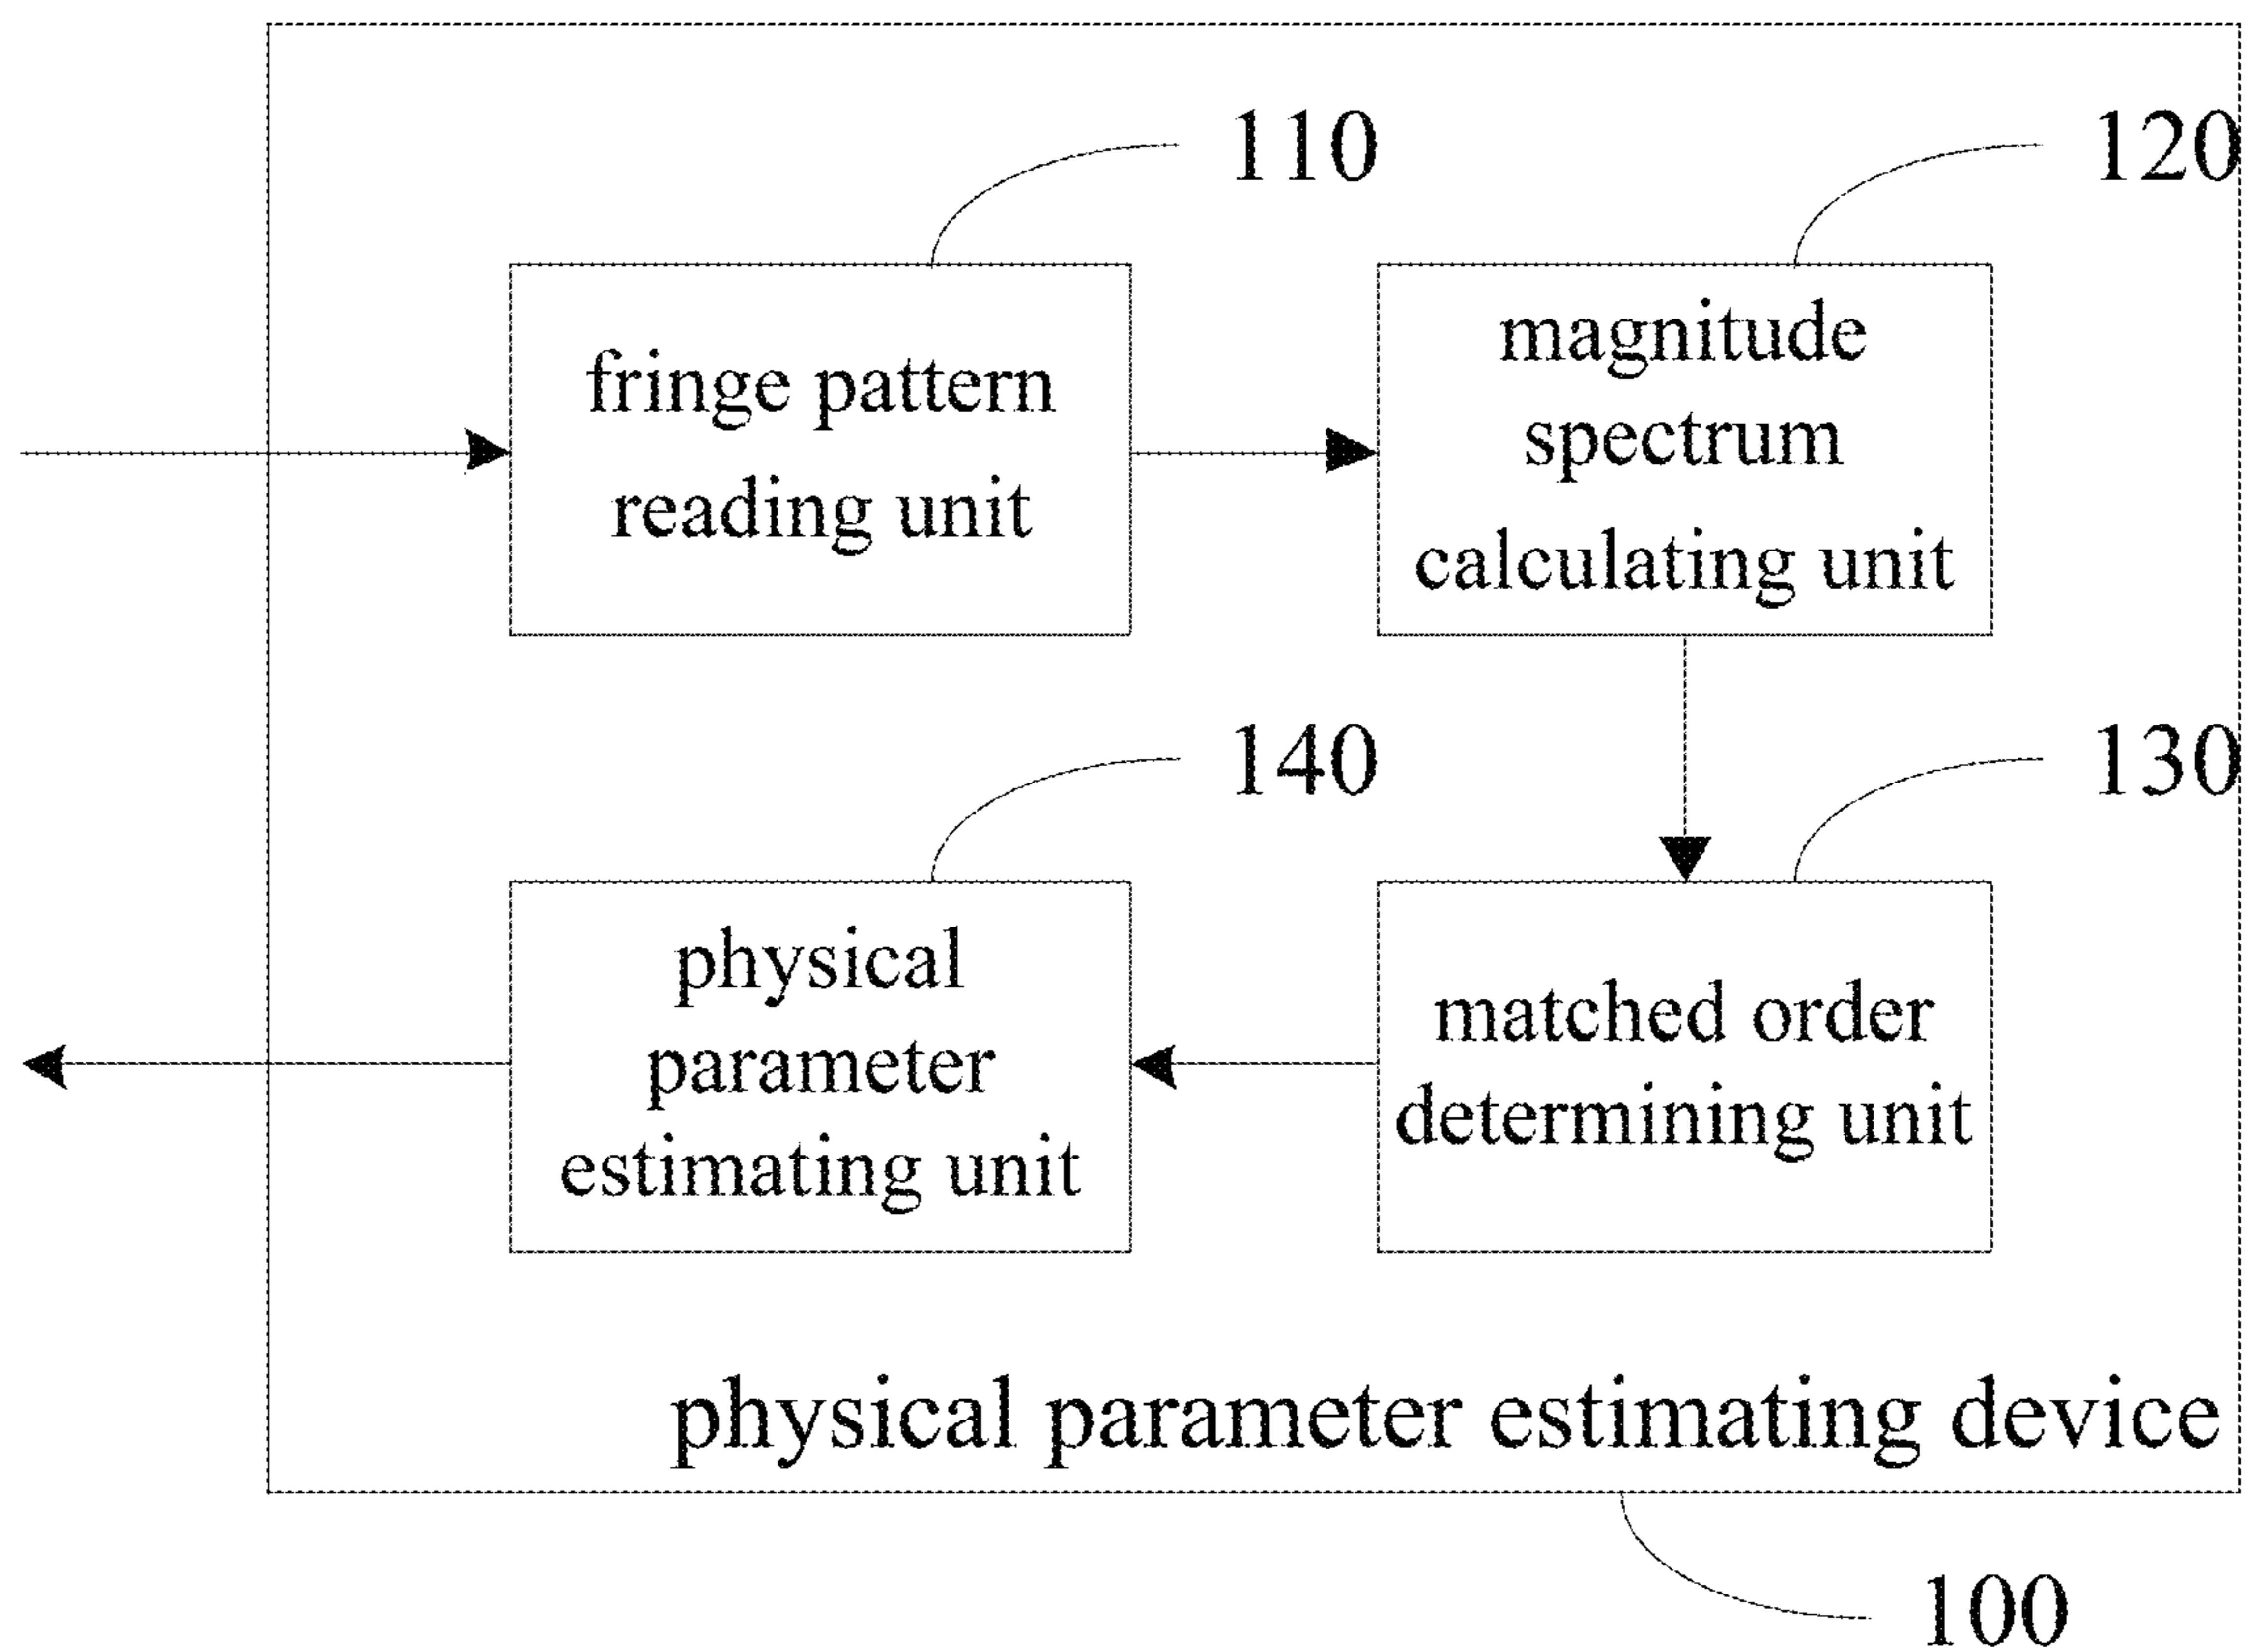 110
120
fringe pattern
reading unit
magnitude
spectrum
calculating unit
140
130
physical
parameter
estimating unit
matched order
determining unit
physical parameter estimating device
100